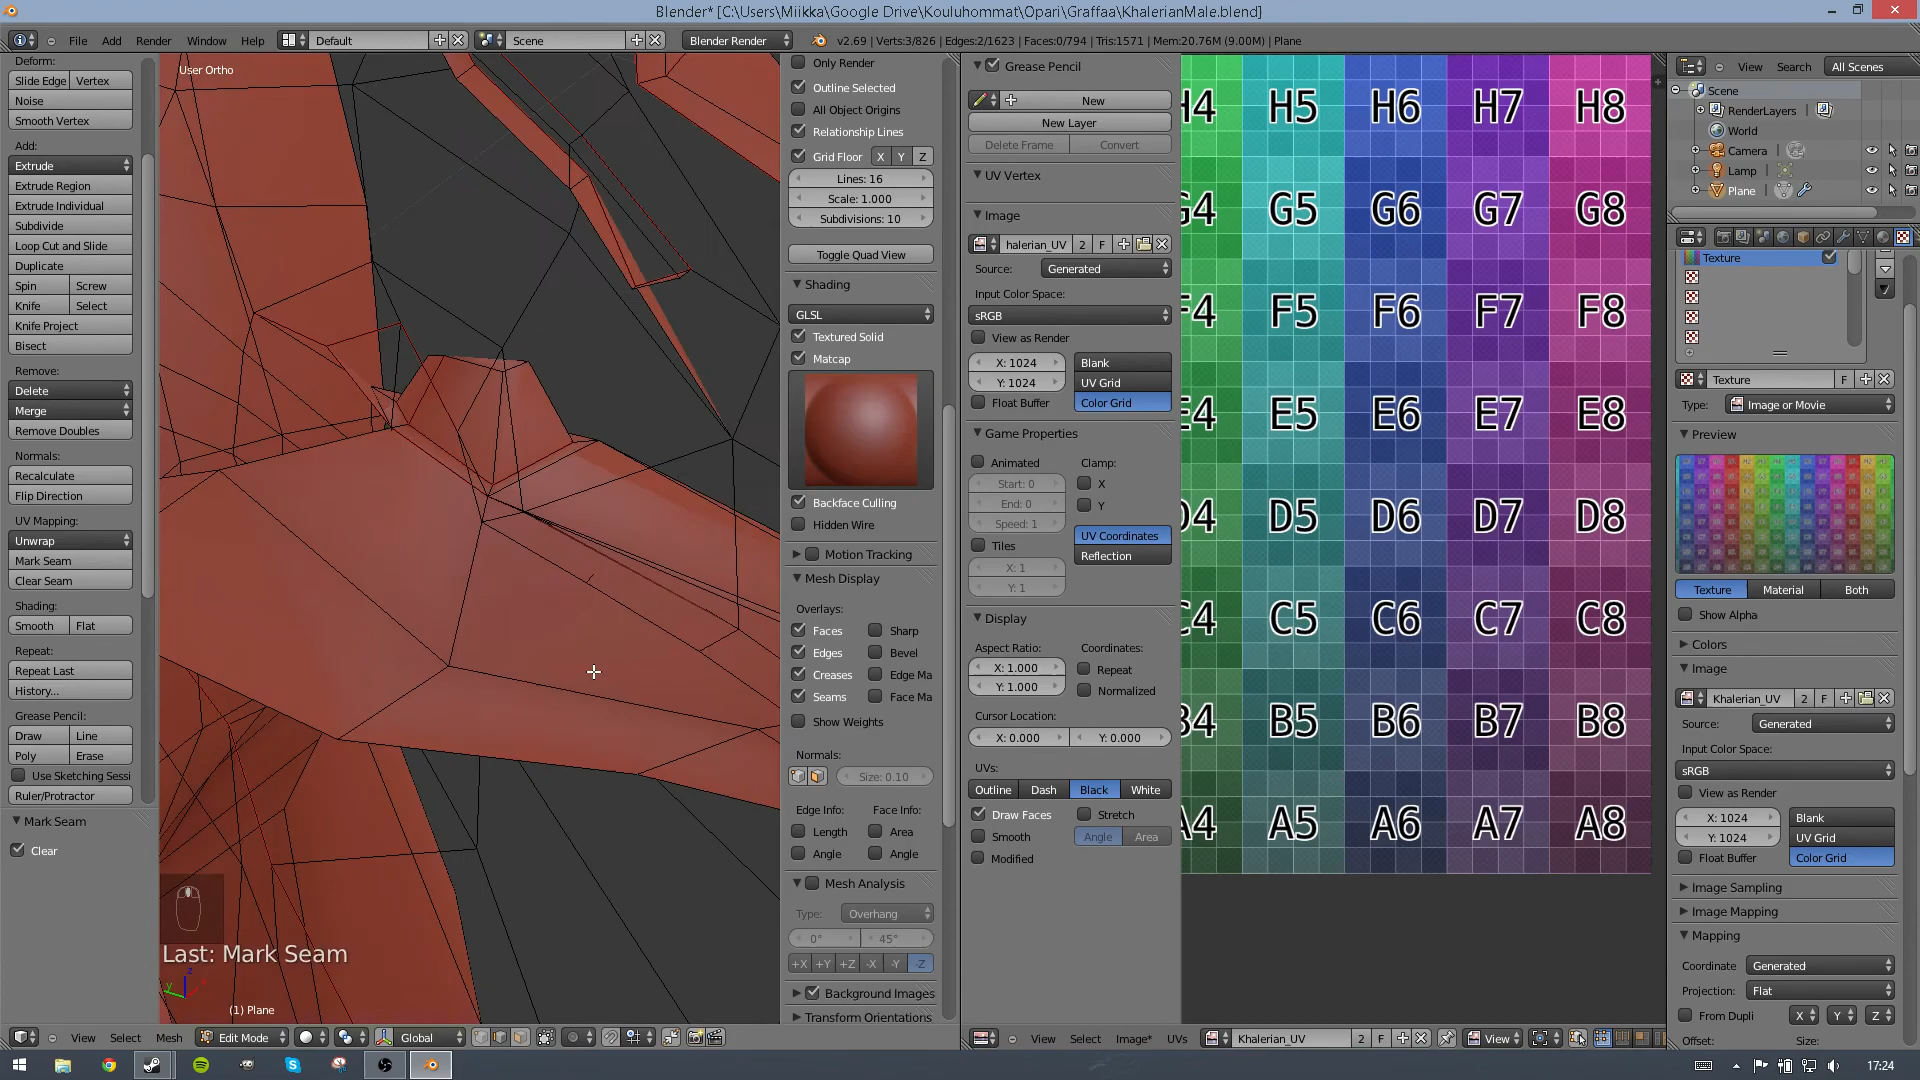 Blender* [C:\Users\Miikka\Google Drive\Kouluhommat\Opari\Graffaa\KhalerianMale.blend]
File Add Render Window Help Default Scene Blender Render v2.69 | Verts:3/826 | Edges:2/1623 | Faces:0/794 | Tris:1571 | Mem:20.76M (9.00M) | Plane
Deform:
Slide Edge Vertex
Noise
Smooth Vertex
Add:
Extrude
Extrude Region
Extrude Individual
Subdivide
Loop Cut and Slide
Duplicate
Spin Screw
Knife Select
Knife Project
Bisect
Remove:
Delete
Merge
Remove Doubles
Normals:
Recalculate
Flip Direction
UV Mapping:
Unwrap
Mark Seam
Clear Seam
Shading:
Smooth Flat
Repeat:
Repeat Last
History...
Grease Pencil:
Draw Line
Poly Erase
Use Sketching Sessi
Ruler/Protractor
Mark Seam
Clear
User Ortho
Last: Mark Seam
(1) Plane
Only Render
Outline Selected
All Object Origins
Relationship Lines
Grid Floor X Y Z
Lines: 16
Scale: 1.000
Subdivisions: 10
Toggle Quad View
Shading
GLSL
Textured Solid
Matcap
Backface Culling
Hidden Wire
Motion Tracking
Mesh Display
Overlays:
Faces Sharp
Edges Bevel
Creases Edge Ma
Seams Face Ma
Show Weights
Normals:
Size: 0.10
Edge Info: Face Info:
Length Area
Angle Angle
Mesh Analysis
Type: Overhang
0° 45°
+X +Y +Z -X -Y -Z
Background Images
Transform Orientations
View Select Mesh Edit Mode Global
Grease Pencil
New
New Layer
Delete Frame Convert
UV Vertex
Image
halerian_UV 2 F
Source: Generated
Input Color Space:
sRGB
View as Render
X: 1024 Blank
Y: 1024 UV Grid
Float Buffer Color Grid
Game Properties
Animated Clamp:
Start: 0 X
End: 0 Y
Speed: 1
Tiles UV Coordinates
X: 1 Reflection
Y: 1
Display
Aspect Ratio: Coordinates:
X: 1.000 Repeat
Y: 1.000 Normalized
Cursor Location:
X: 0.000 Y: 0.000
UVs:
Outline Dash Black White
Draw Faces Stretch
Smooth Angle Area
Modified
H4 H5 H6 H7 H8
G4 G5 G6 G7 G8
F4 F5 F6 F7 F8
E4 E5 E6 E7 E8
D4 D5 D6 D7 D8
C4 C5 C6 C7 C8
B4 B5 B6 B7 B8
A4 A5 A6 A7 A8
View Select Image* UVs Khalerian_UV 2 F View
View Search All Scenes
Scene
RenderLayers
World
Camera
Lamp
Plane
Texture
Texture F
Type: Image or Movie
Preview
Texture Material Both
Show Alpha
Colors
Image
Khalerian_UV 2 F
Source: Generated
Input Color Space:
sRGB
View as Render
X: 1024 Blank
Y: 1024 UV Grid
Float Buffer Color Grid
Image Sampling
Image Mapping
Mapping
Coordinate Generated
Projection: Flat
From Dupli X Y Z
Offset: Size:
17:24